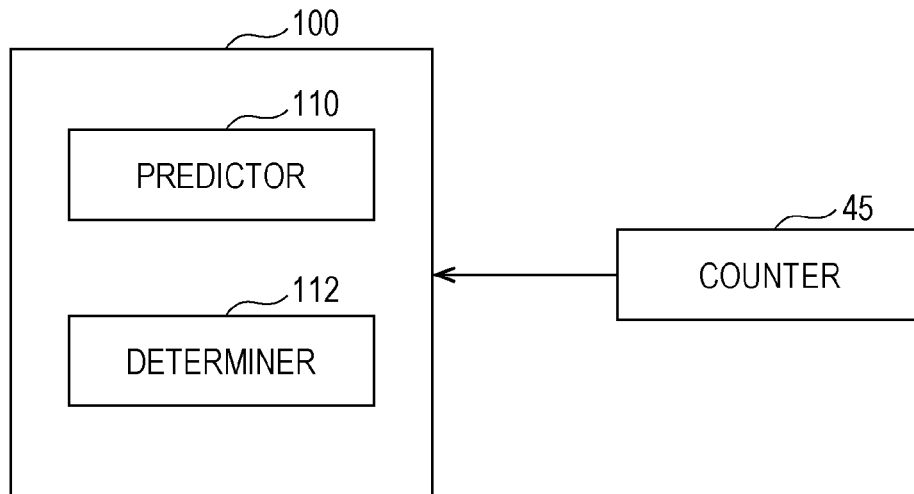 100
110
PREDICTOR
45
COUNTER
112
DETERMINER